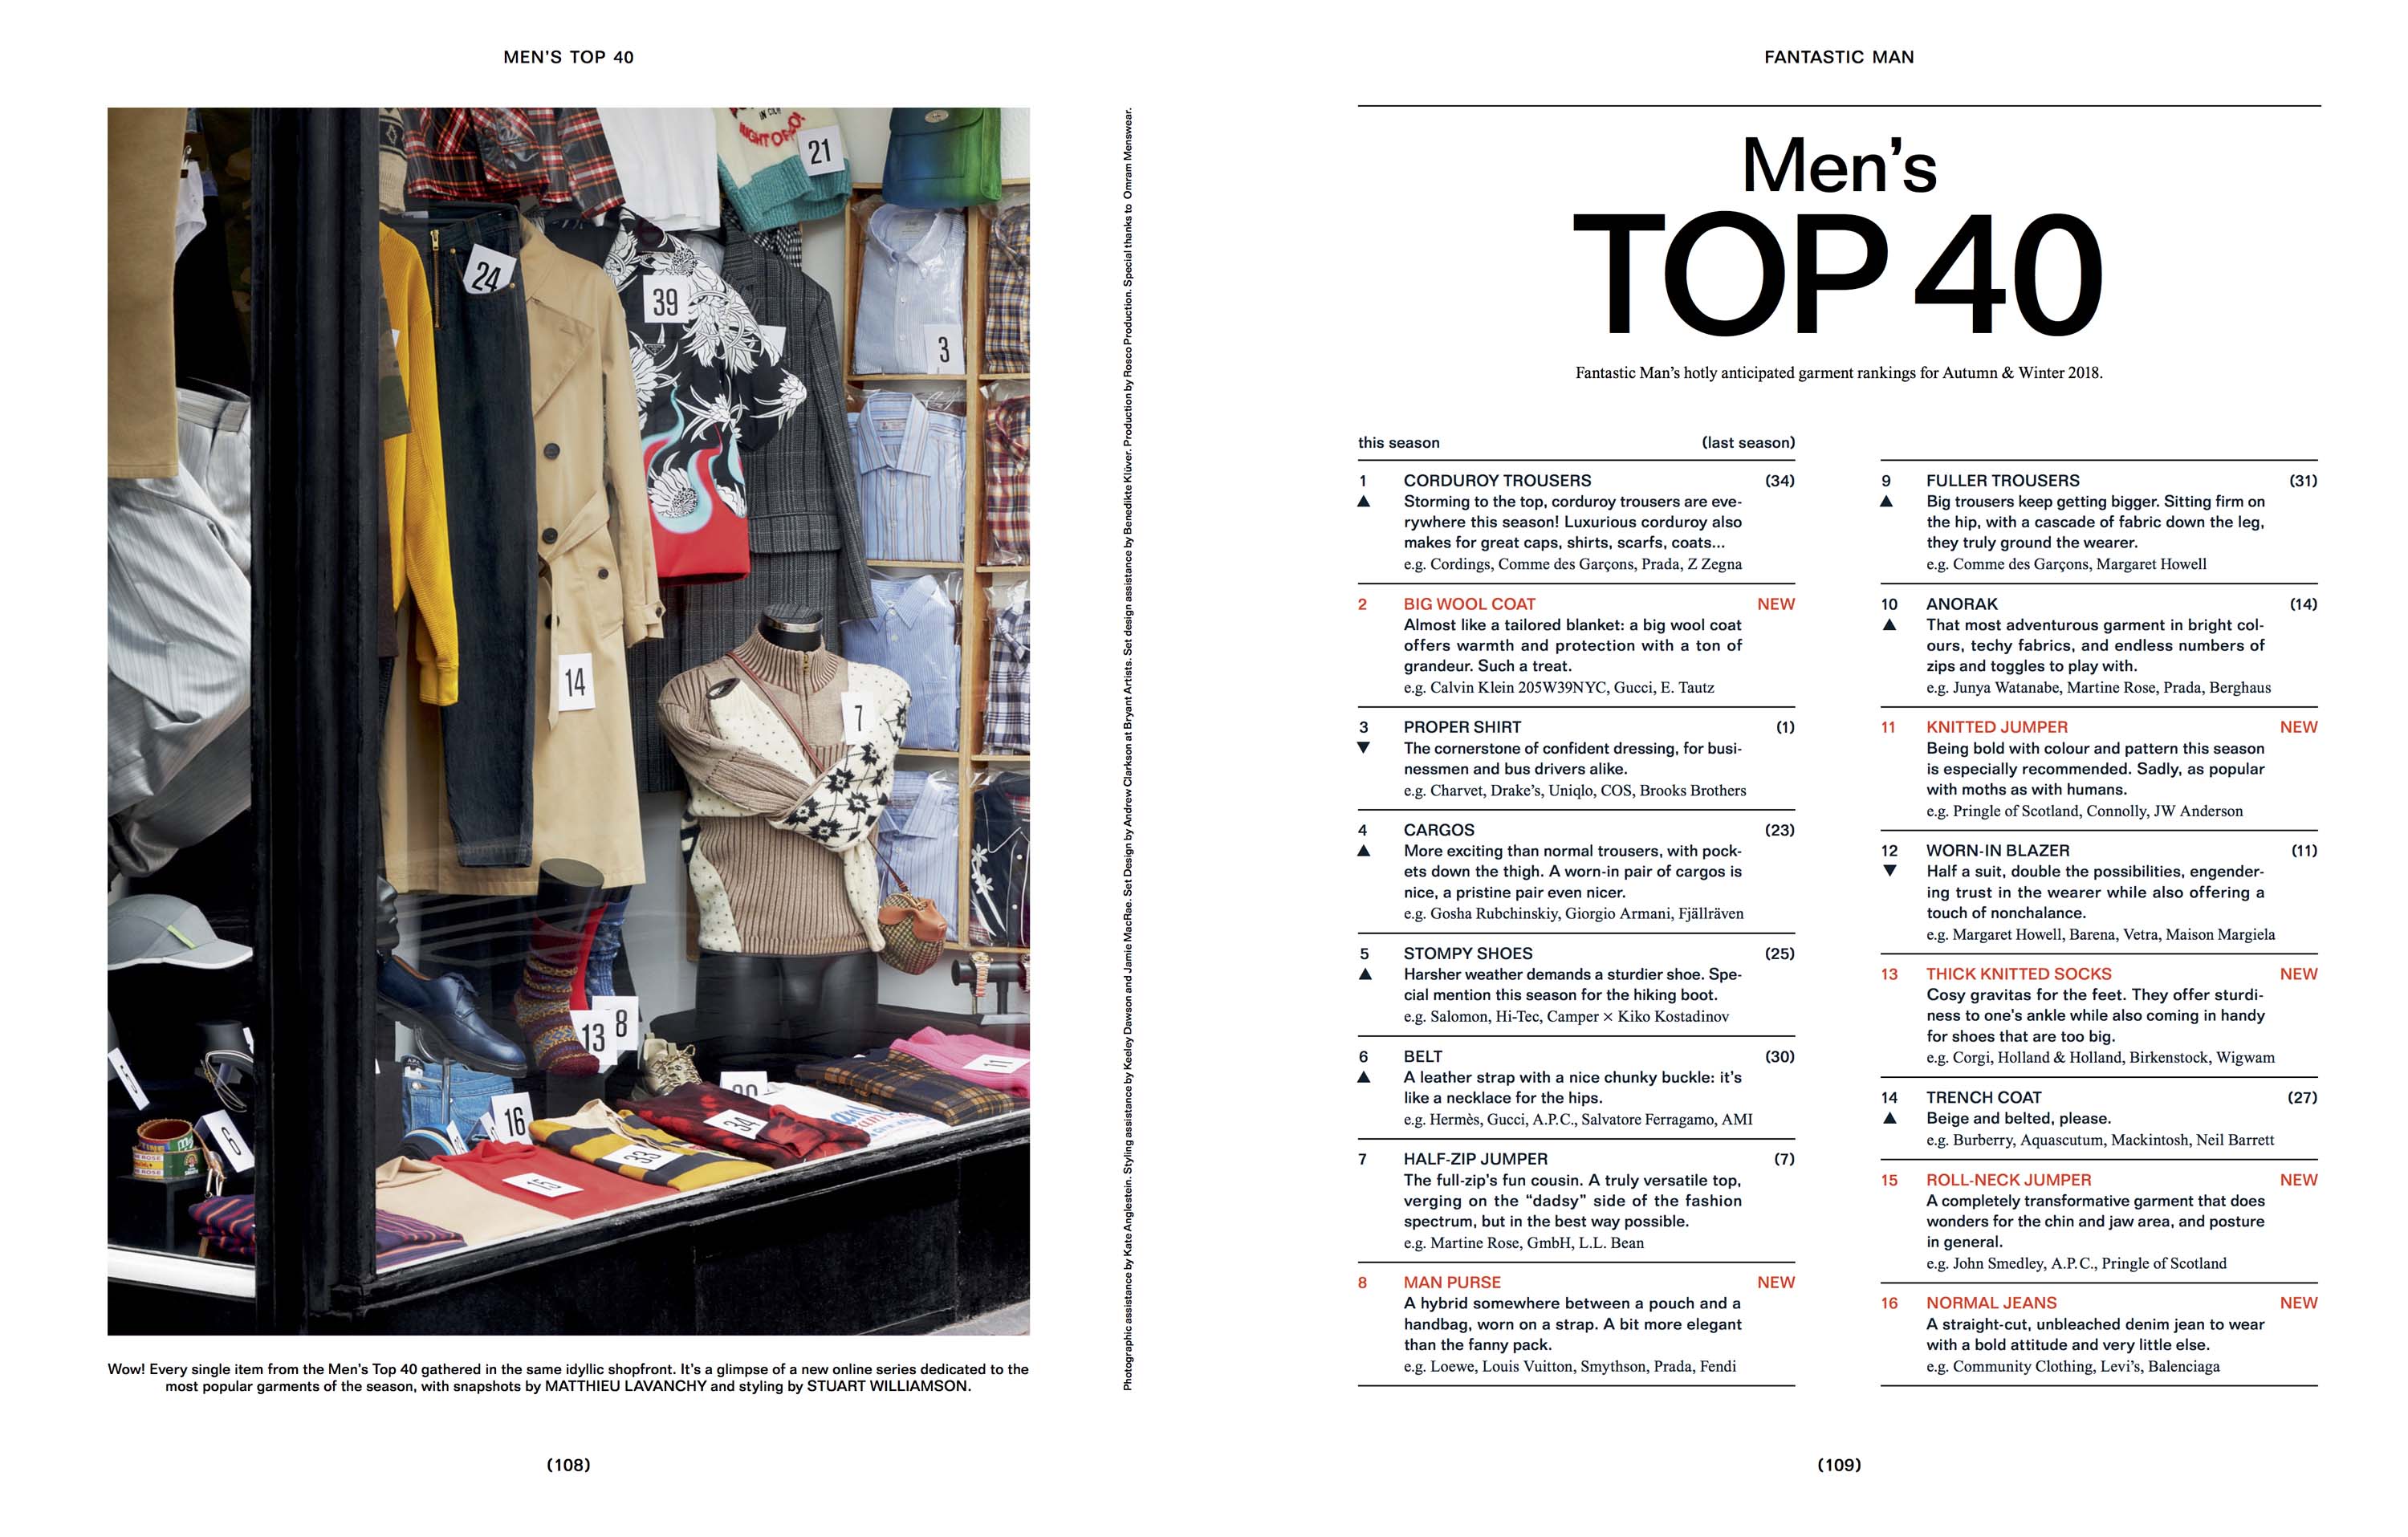 MEN'S TOP 40
IN CH
NIGHT OF
21
24
39
3
14
7
13
8
11
16
34
33
15
5
6
Photographic assistance by Kate Anglestein. Styling assistance by Keeley Dawson and Jamie MacRae. Set Design by Andrew Clarkson at Bryant Artists. Set design assistance by Benedikte Klüver. Production by Rosco Production. Special thanks to Omram Menswear.
Wow! Every single item from the Men's Top 40 gathered in the same idyllic shopfront. It's a glimpse of a new online series dedicated to the
most popular garments of the season, with snapshots by MATTHIEU LAVANCHY and styling by STUART WILLIAMSON.
(108)
FANTASTIC MAN
Men's
TOP 40
Fantastic Man's hotly anticipated garment rankings for Autumn & Winter 2018.
this season (last season)
1 CORDUROY TROUSERS (34)
▲ Storming to the top, corduroy trousers are eve-
rywhere this season! Luxurious corduroy also
makes for great caps, shirts, scarfs, coats...
e.g. Cordings, Comme des Garçons, Prada, Z Zegna
2 BIG WOOL COAT NEW
Almost like a tailored blanket: a big wool coat
offers warmth and protection with a ton of
grandeur. Such a treat.
e.g. Calvin Klein 205W39NYC, Gucci, E. Tautz
3 PROPER SHIRT (1)
▼ The cornerstone of confident dressing, for busi-
nessmen and bus drivers alike.
e.g. Charvet, Drake's, Uniqlo, COS, Brooks Brothers
4 CARGOS (23)
▲ More exciting than normal trousers, with pock-
ets down the thigh. A worn-in pair of cargos is
nice, a pristine pair even nicer.
e.g. Gosha Rubchinskiy, Giorgio Armani, Fjällräven
5 STOMPY SHOES (25)
▲ Harsher weather demands a sturdier shoe. Spe-
cial mention this season for the hiking boot.
e.g. Salomon, Hi-Tec, Camper × Kiko Kostadinov
6 BELT (30)
▲ A leather strap with a nice chunky buckle: it's
like a necklace for the hips.
e.g. Hermès, Gucci, A.P.C., Salvatore Ferragamo, AMI
7 HALF-ZIP JUMPER (7)
The full-zip's fun cousin. A truly versatile top,
verging on the "dadsy" side of the fashion
spectrum, but in the best way possible.
e.g. Martine Rose, GmbH, L.L. Bean
8 MAN PURSE NEW
A hybrid somewhere between a pouch and a
handbag, worn on a strap. A bit more elegant
than the fanny pack.
e.g. Loewe, Louis Vuitton, Smythson, Prada, Fendi
9 FULLER TROUSERS (31)
▲ Big trousers keep getting bigger. Sitting firm on
the hip, with a cascade of fabric down the leg,
they truly ground the wearer.
e.g. Comme des Garçons, Margaret Howell
10 ANORAK (14)
▲ That most adventurous garment in bright col-
ours, techy fabrics, and endless numbers of
zips and toggles to play with.
e.g. Junya Watanabe, Martine Rose, Prada, Berghaus
11 KNITTED JUMPER NEW
Being bold with colour and pattern this season
is especially recommended. Sadly, as popular
with moths as with humans.
e.g. Pringle of Scotland, Connolly, JW Anderson
12 WORN-IN BLAZER (11)
▼ Half a suit, double the possibilities, engender-
ing trust in the wearer while also offering a
touch of nonchalance.
e.g. Margaret Howell, Barena, Vetra, Maison Margiela
13 THICK KNITTED SOCKS NEW
Cosy gravitas for the feet. They offer sturdi-
ness to one's ankle while also coming in handy
for shoes that are too big.
e.g. Corgi, Holland & Holland, Birkenstock, Wigwam
14 TRENCH COAT (27)
▲ Beige and belted, please.
e.g. Burberry, Aquascutum, Mackintosh, Neil Barrett
15 ROLL-NECK JUMPER NEW
A completely transformative garment that does
wonders for the chin and jaw area, and posture
in general.
e.g. John Smedley, A.P.C., Pringle of Scotland
16 NORMAL JEANS NEW
A straight-cut, unbleached denim jean to wear
with a bold attitude and very little else.
e.g. Community Clothing, Levi's, Balenciaga
(109)